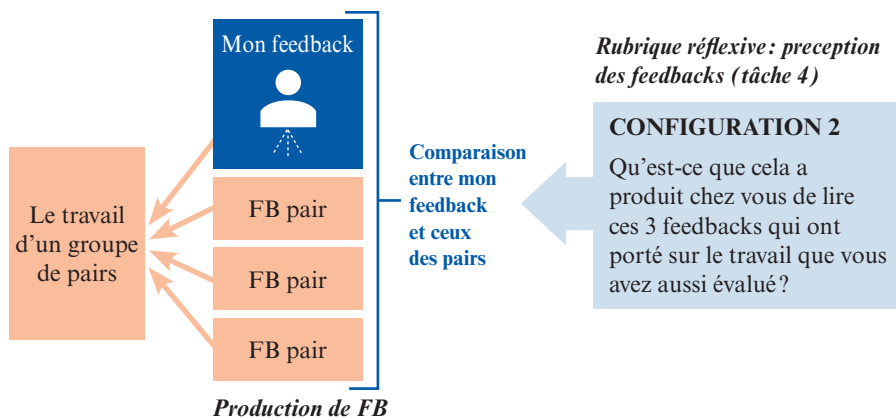 Mon feedback
Le travail
d'un groupe
de pairs
FB pair
FB pair
FB pair
Production de FB
Comparaison
entre mon
feedback
et ceux
des pairs
Rubrique réflexive : preception
des feedbacks (tâche 4)
CONFIGURATION 2
Qu'est-ce que cela a
produit chez vous de lire
ces 3 feedbacks qui ont
porté sur le travail que vous
avez aussi évalué ?